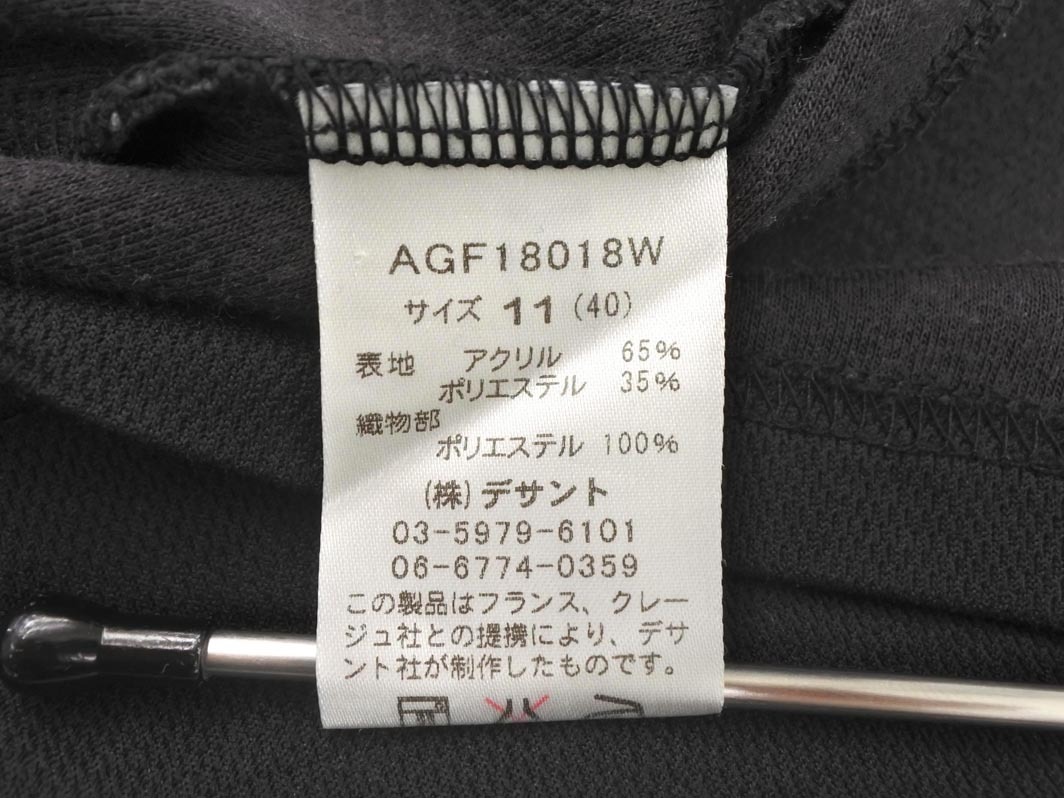 AGF18018W
サイズ 11 (40)
表地 アクリル 65%
ポリエステル 35%
織物部
ポリエステル 100%
(株) デサント
03-5979-6101
06-6774-0359
この製品はフランス、クレー
ジュ社との提携により、デサ
ント社が制作したものです。